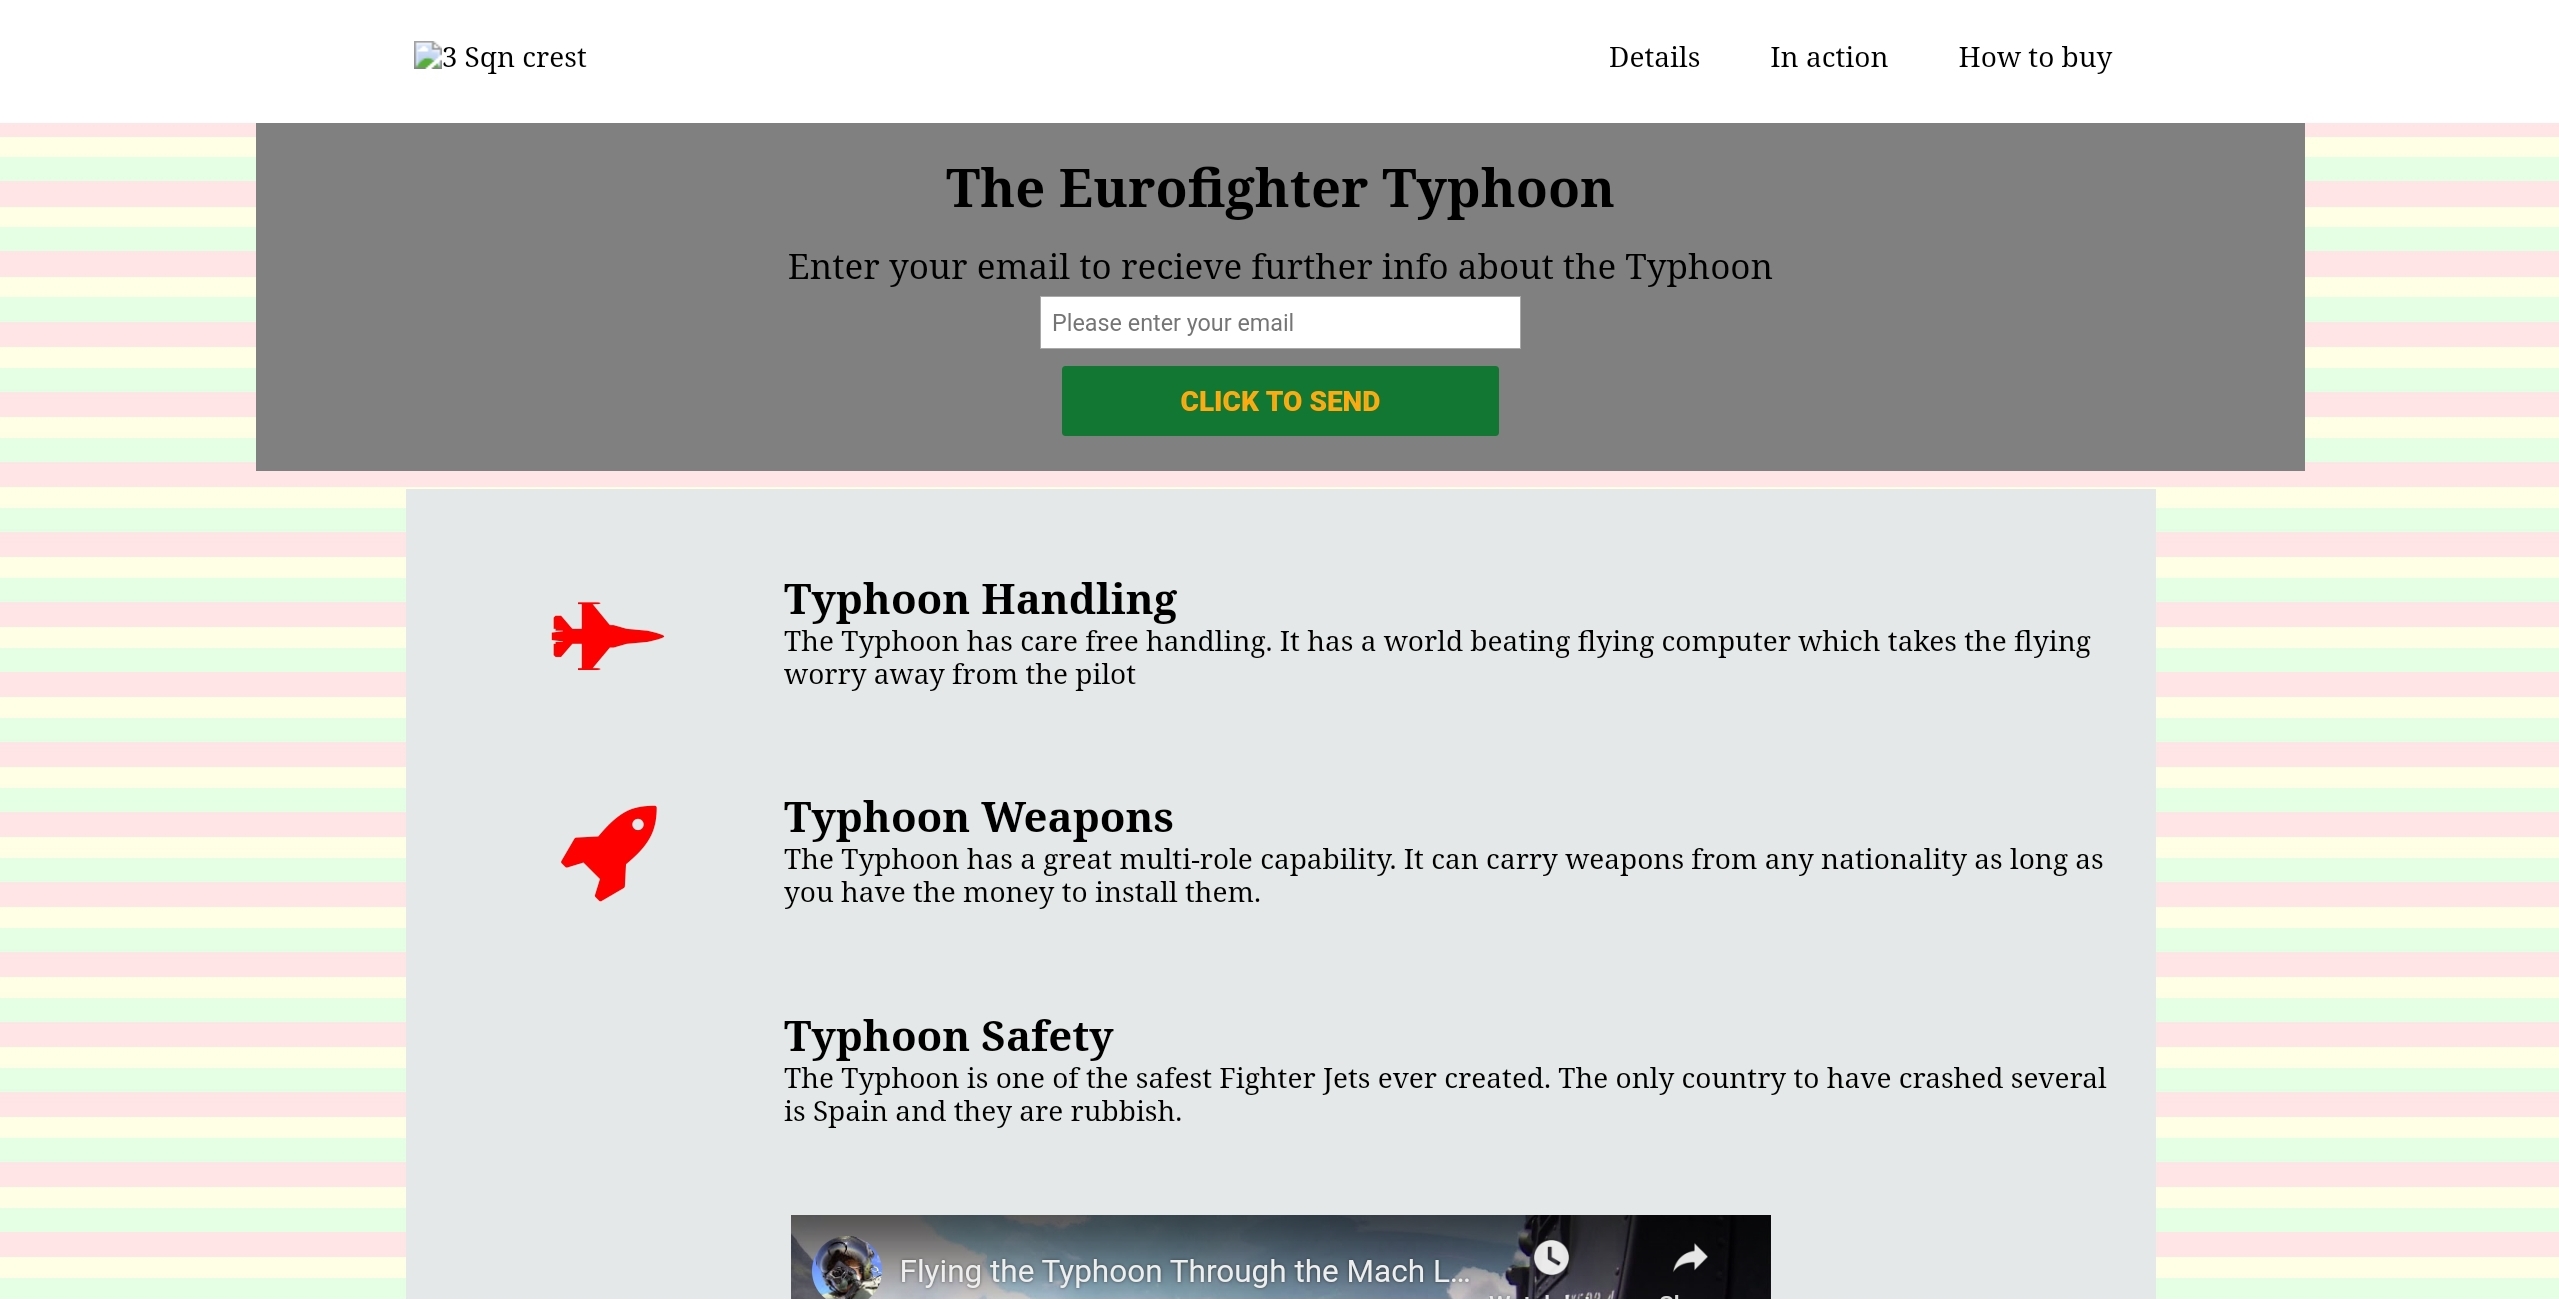 3 Sqn crest
Details
In action
How to buy
The Eurofighter Typhoon
Enter your email to recieve further info about the Typhoon
Please enter your email
CLICK TO SEND
Typhoon Handling
The Typhoon has care free handling. It has a world beating flying computer which takes the flying
worry away from the pilot
Typhoon Weapons
The Typhoon has a great multi-role capability. It can carry weapons from any nationality as long as
you have the money to install them.
Typhoon Safety
The Typhoon is one of the safest Fighter Jets ever created. The only country to have crashed several
is Spain and they are rubbish.
Flying the Typhoon Through the Mach L…